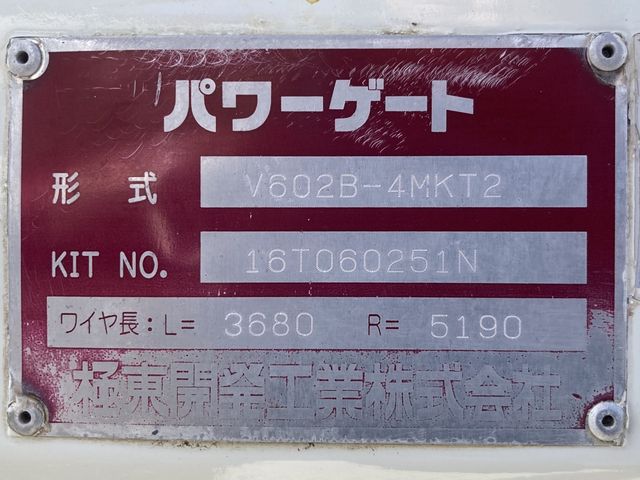 パワーゲート
形式 V602B-4MKT2
KIT NO. 16T060251N
ワイヤ長:L= 3680 R= 5190
極東開発工業株式会社